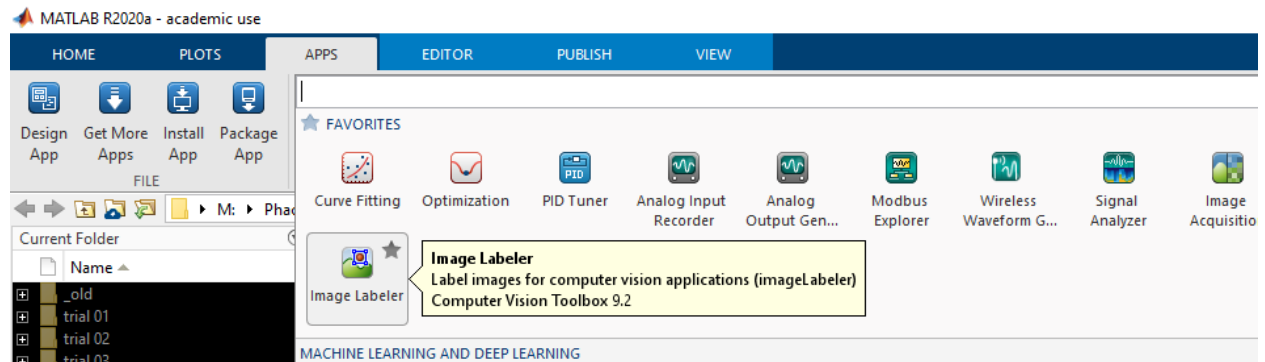 MATLAB R2020a - academic use
HOME PLOTS APPS EDITOR PUBLISH VIEW
Design App
Get More Apps
Install App
Package App
FILE
FAVORITES
Curve Fitting
Optimization
PID
PID Tuner
Analog Input Recorder
Analog Output Gen...
Modbus Explorer
Wireless Waveform G...
Signal Analyzer
Image Acquisitio
M: Phac
Current Folder
Name
_old
trial 01
trial 02
trial 03
Image Labeler
Image Labeler
Label images for computer vision applications (imageLabeler)
Computer Vision Toolbox 9.2
MACHINE LEARNING AND DEEP LEARNING